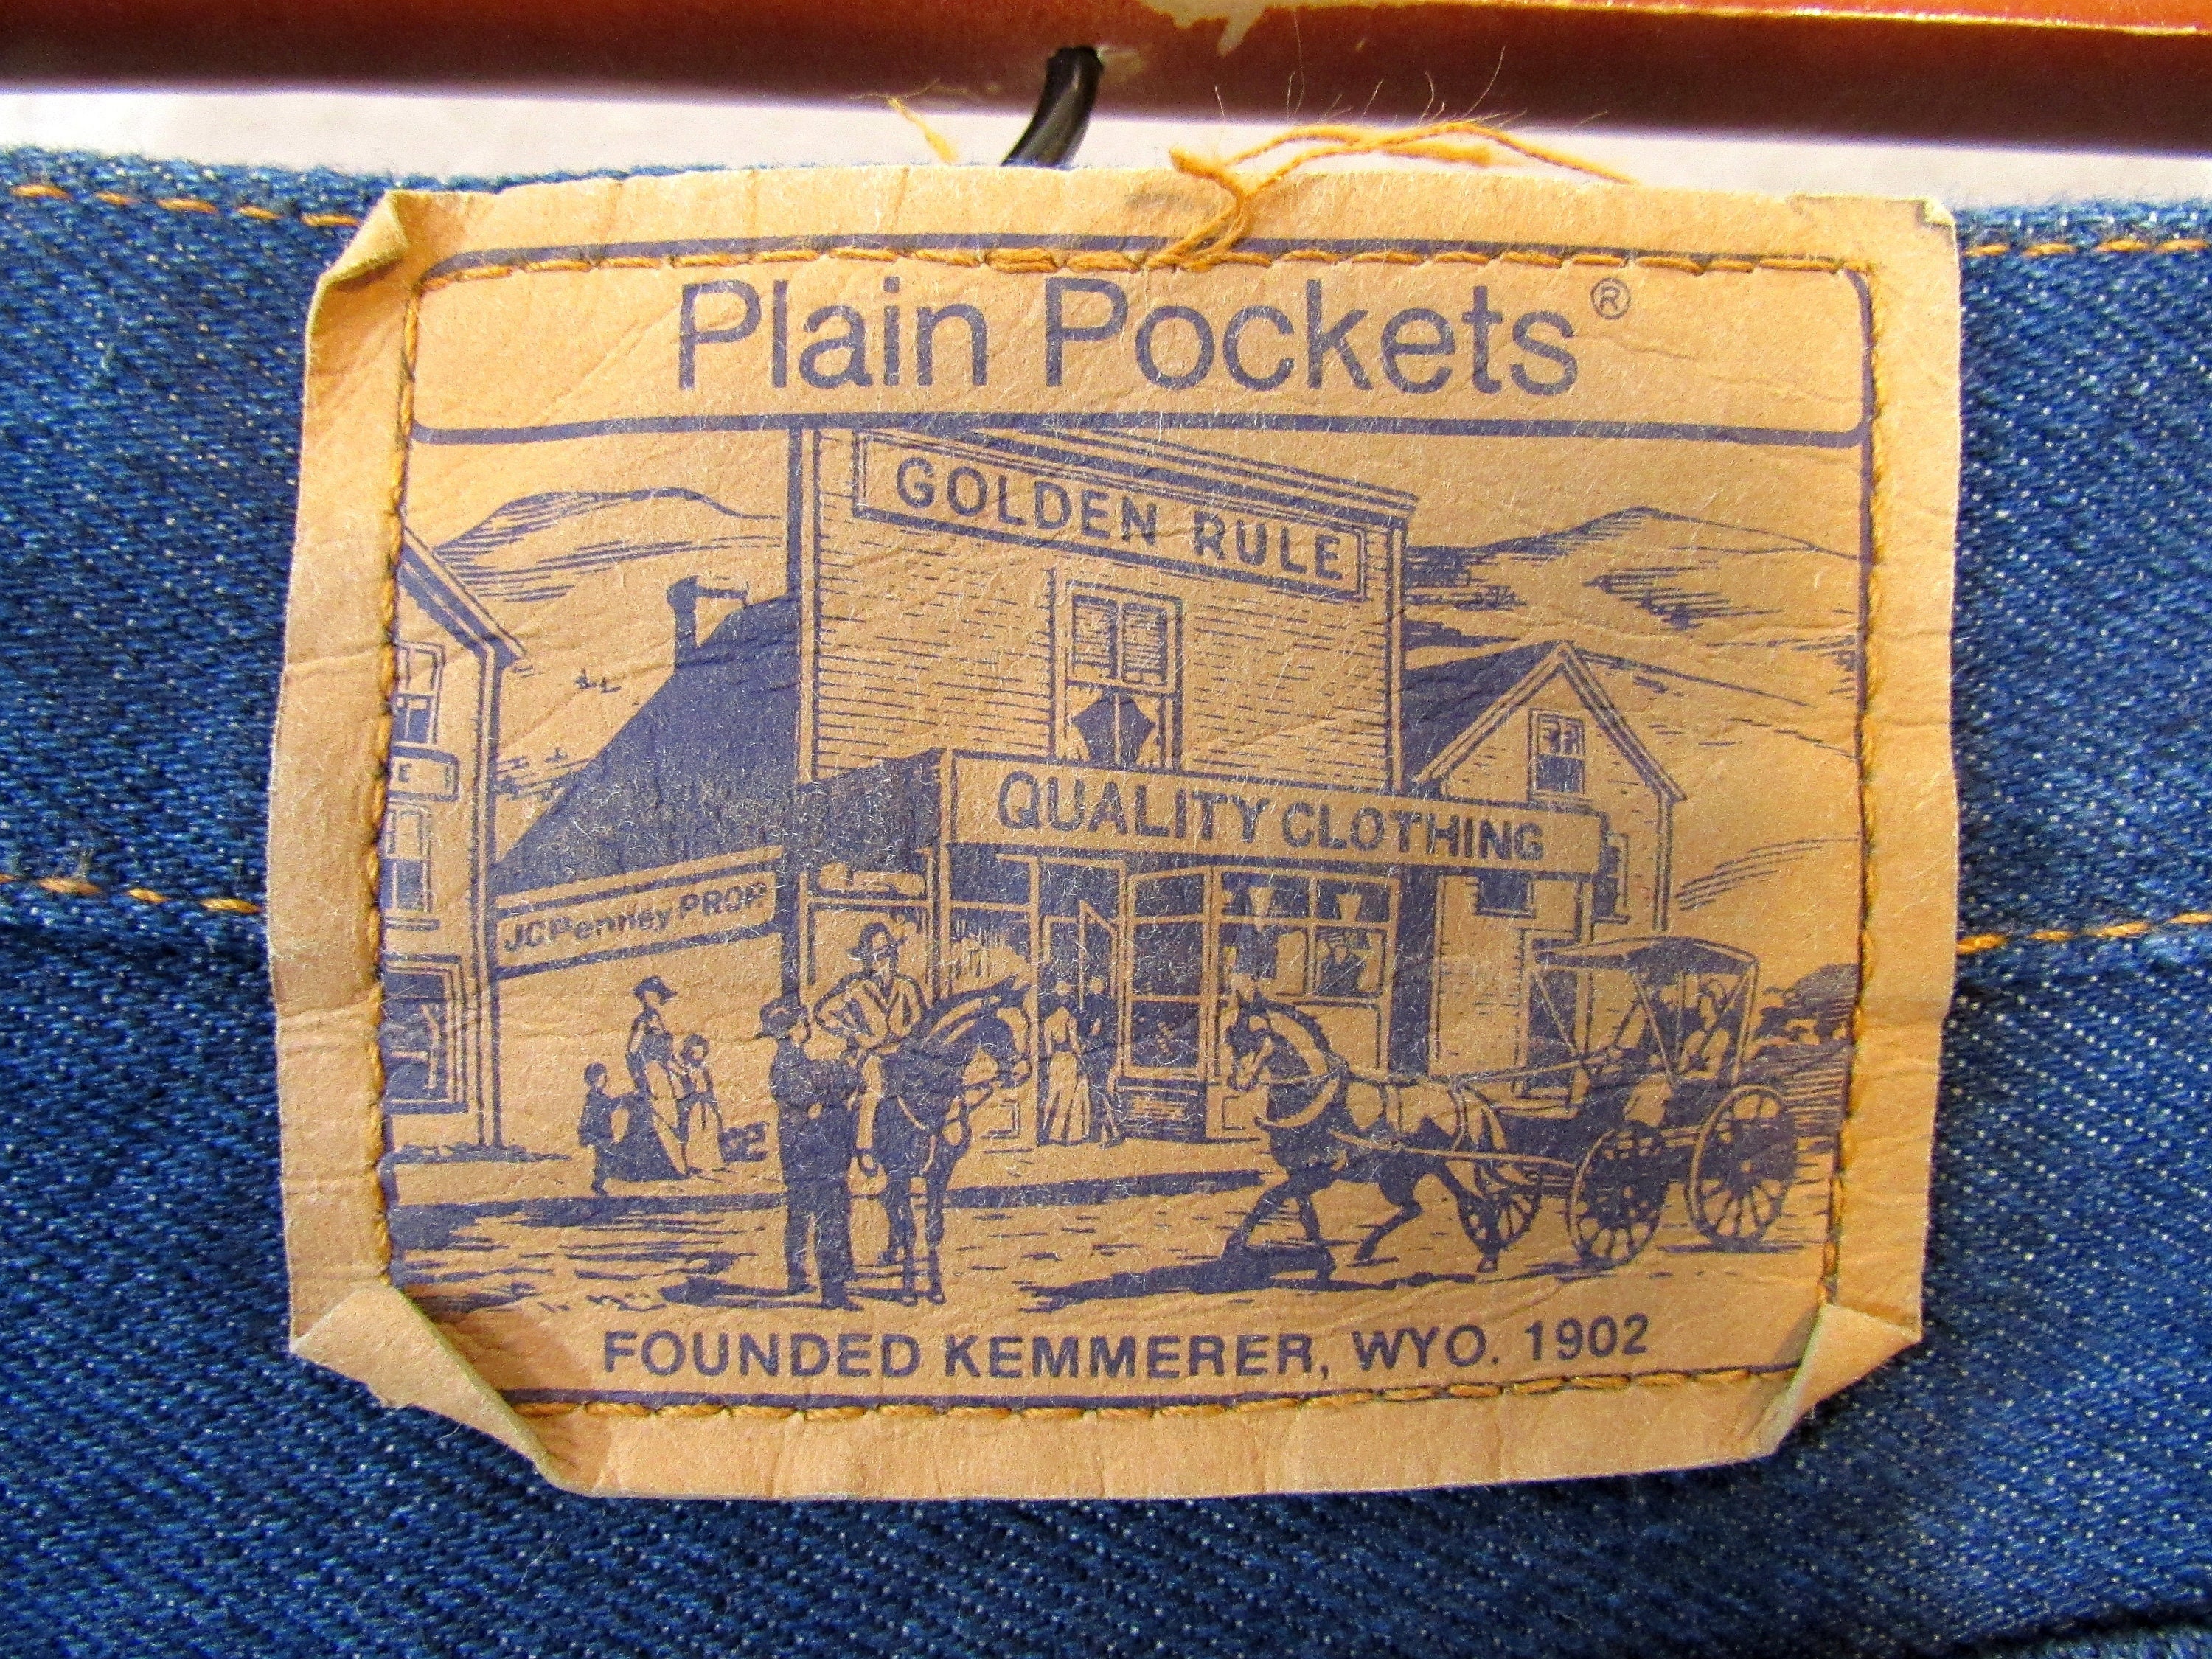 Plain Pockets®
GOLDEN RULE
E
QUALITY CLOTHING
JCPenney PROP
FOUNDED KEMMERER, WYO. 1902